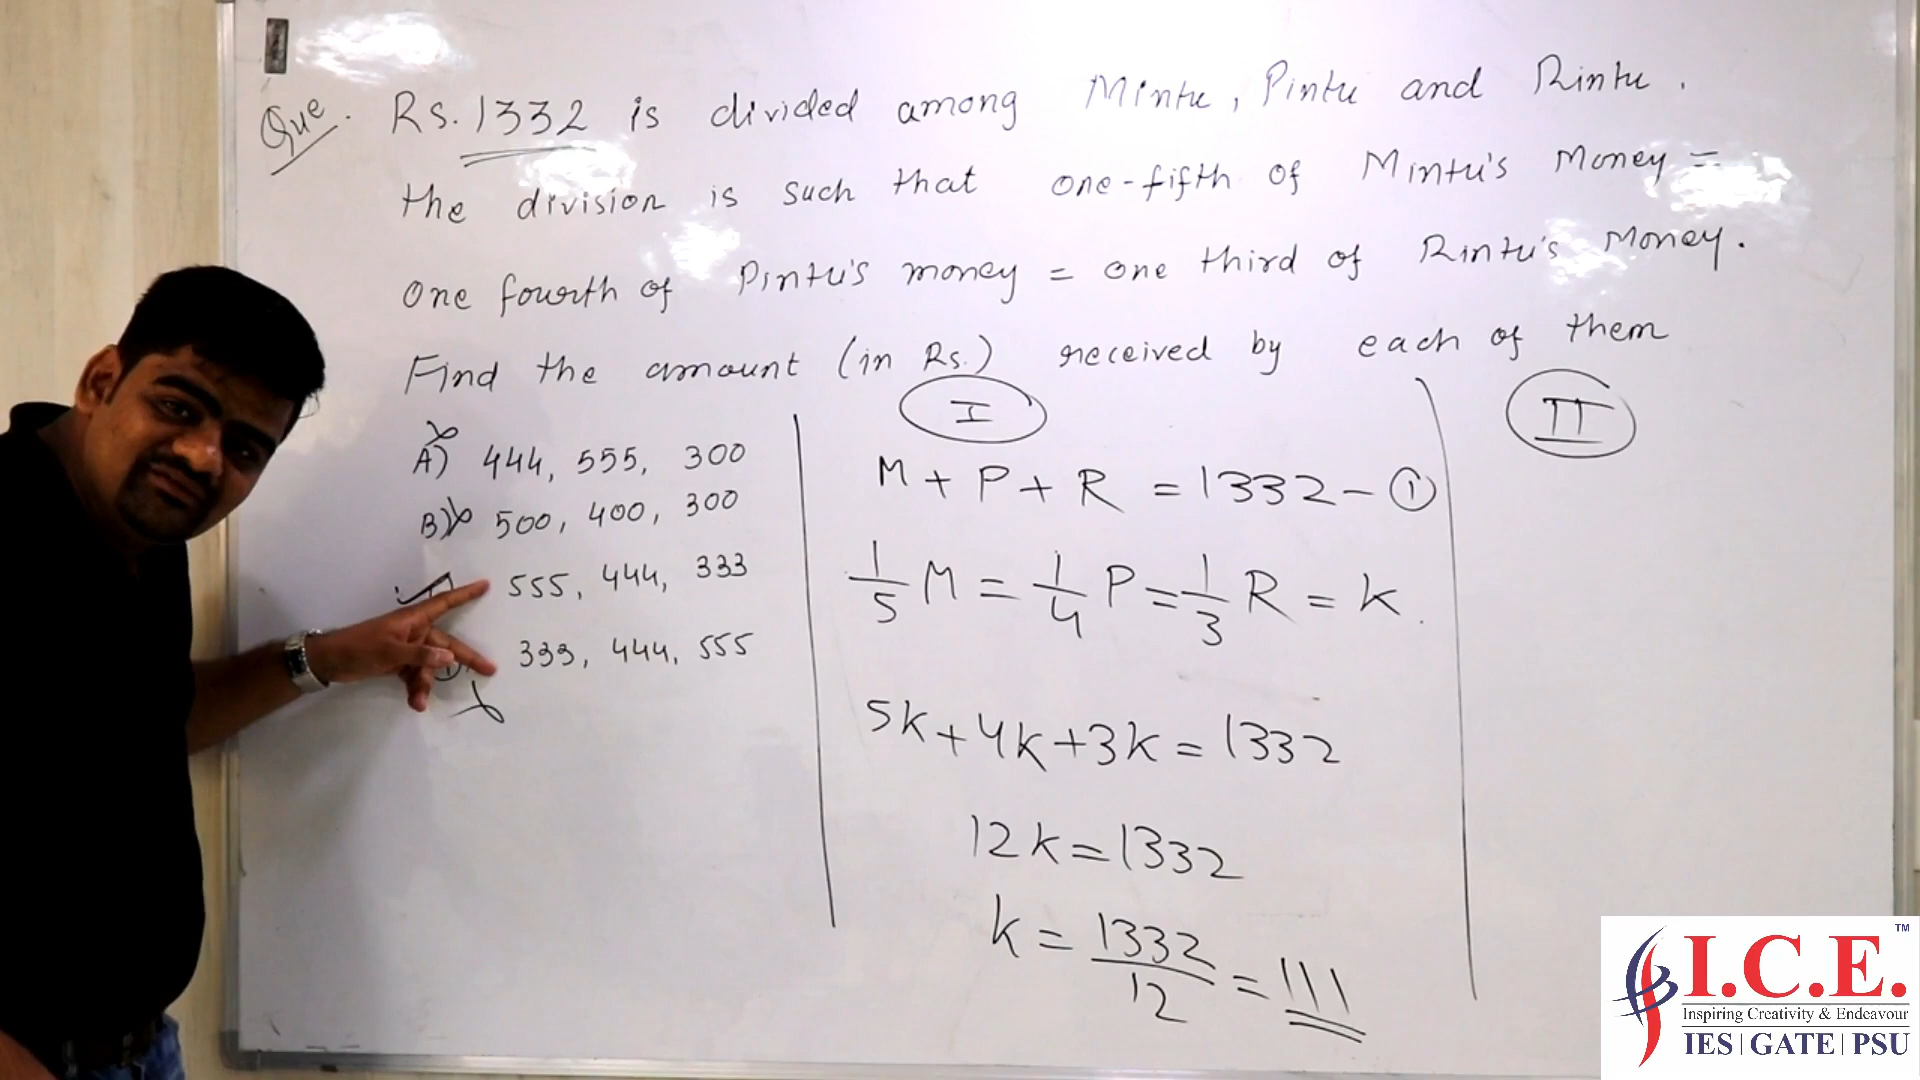 Que. Rs. 1332 is divided among Mintu, Pintu and Rintu.
the division is such that one-fifth of Mintu's Money =
One fourth of Pintu's money = one third of Rintu's Money.
Find the amount (in Rs.) received by each of them
A) 444, 555, 300
B) 500, 400, 300
555, 444, 333
333, 444, 555
I
M + P + R = 1332 - ①
1/5 M = 1/4 P = 1/3 R = k
5k + 4k + 3k = 1332
12k = 1332
k = 1332/12 = 111
II
I.C.E.™
Inspiring Creativity & Endeavour
IES | GATE | PSU